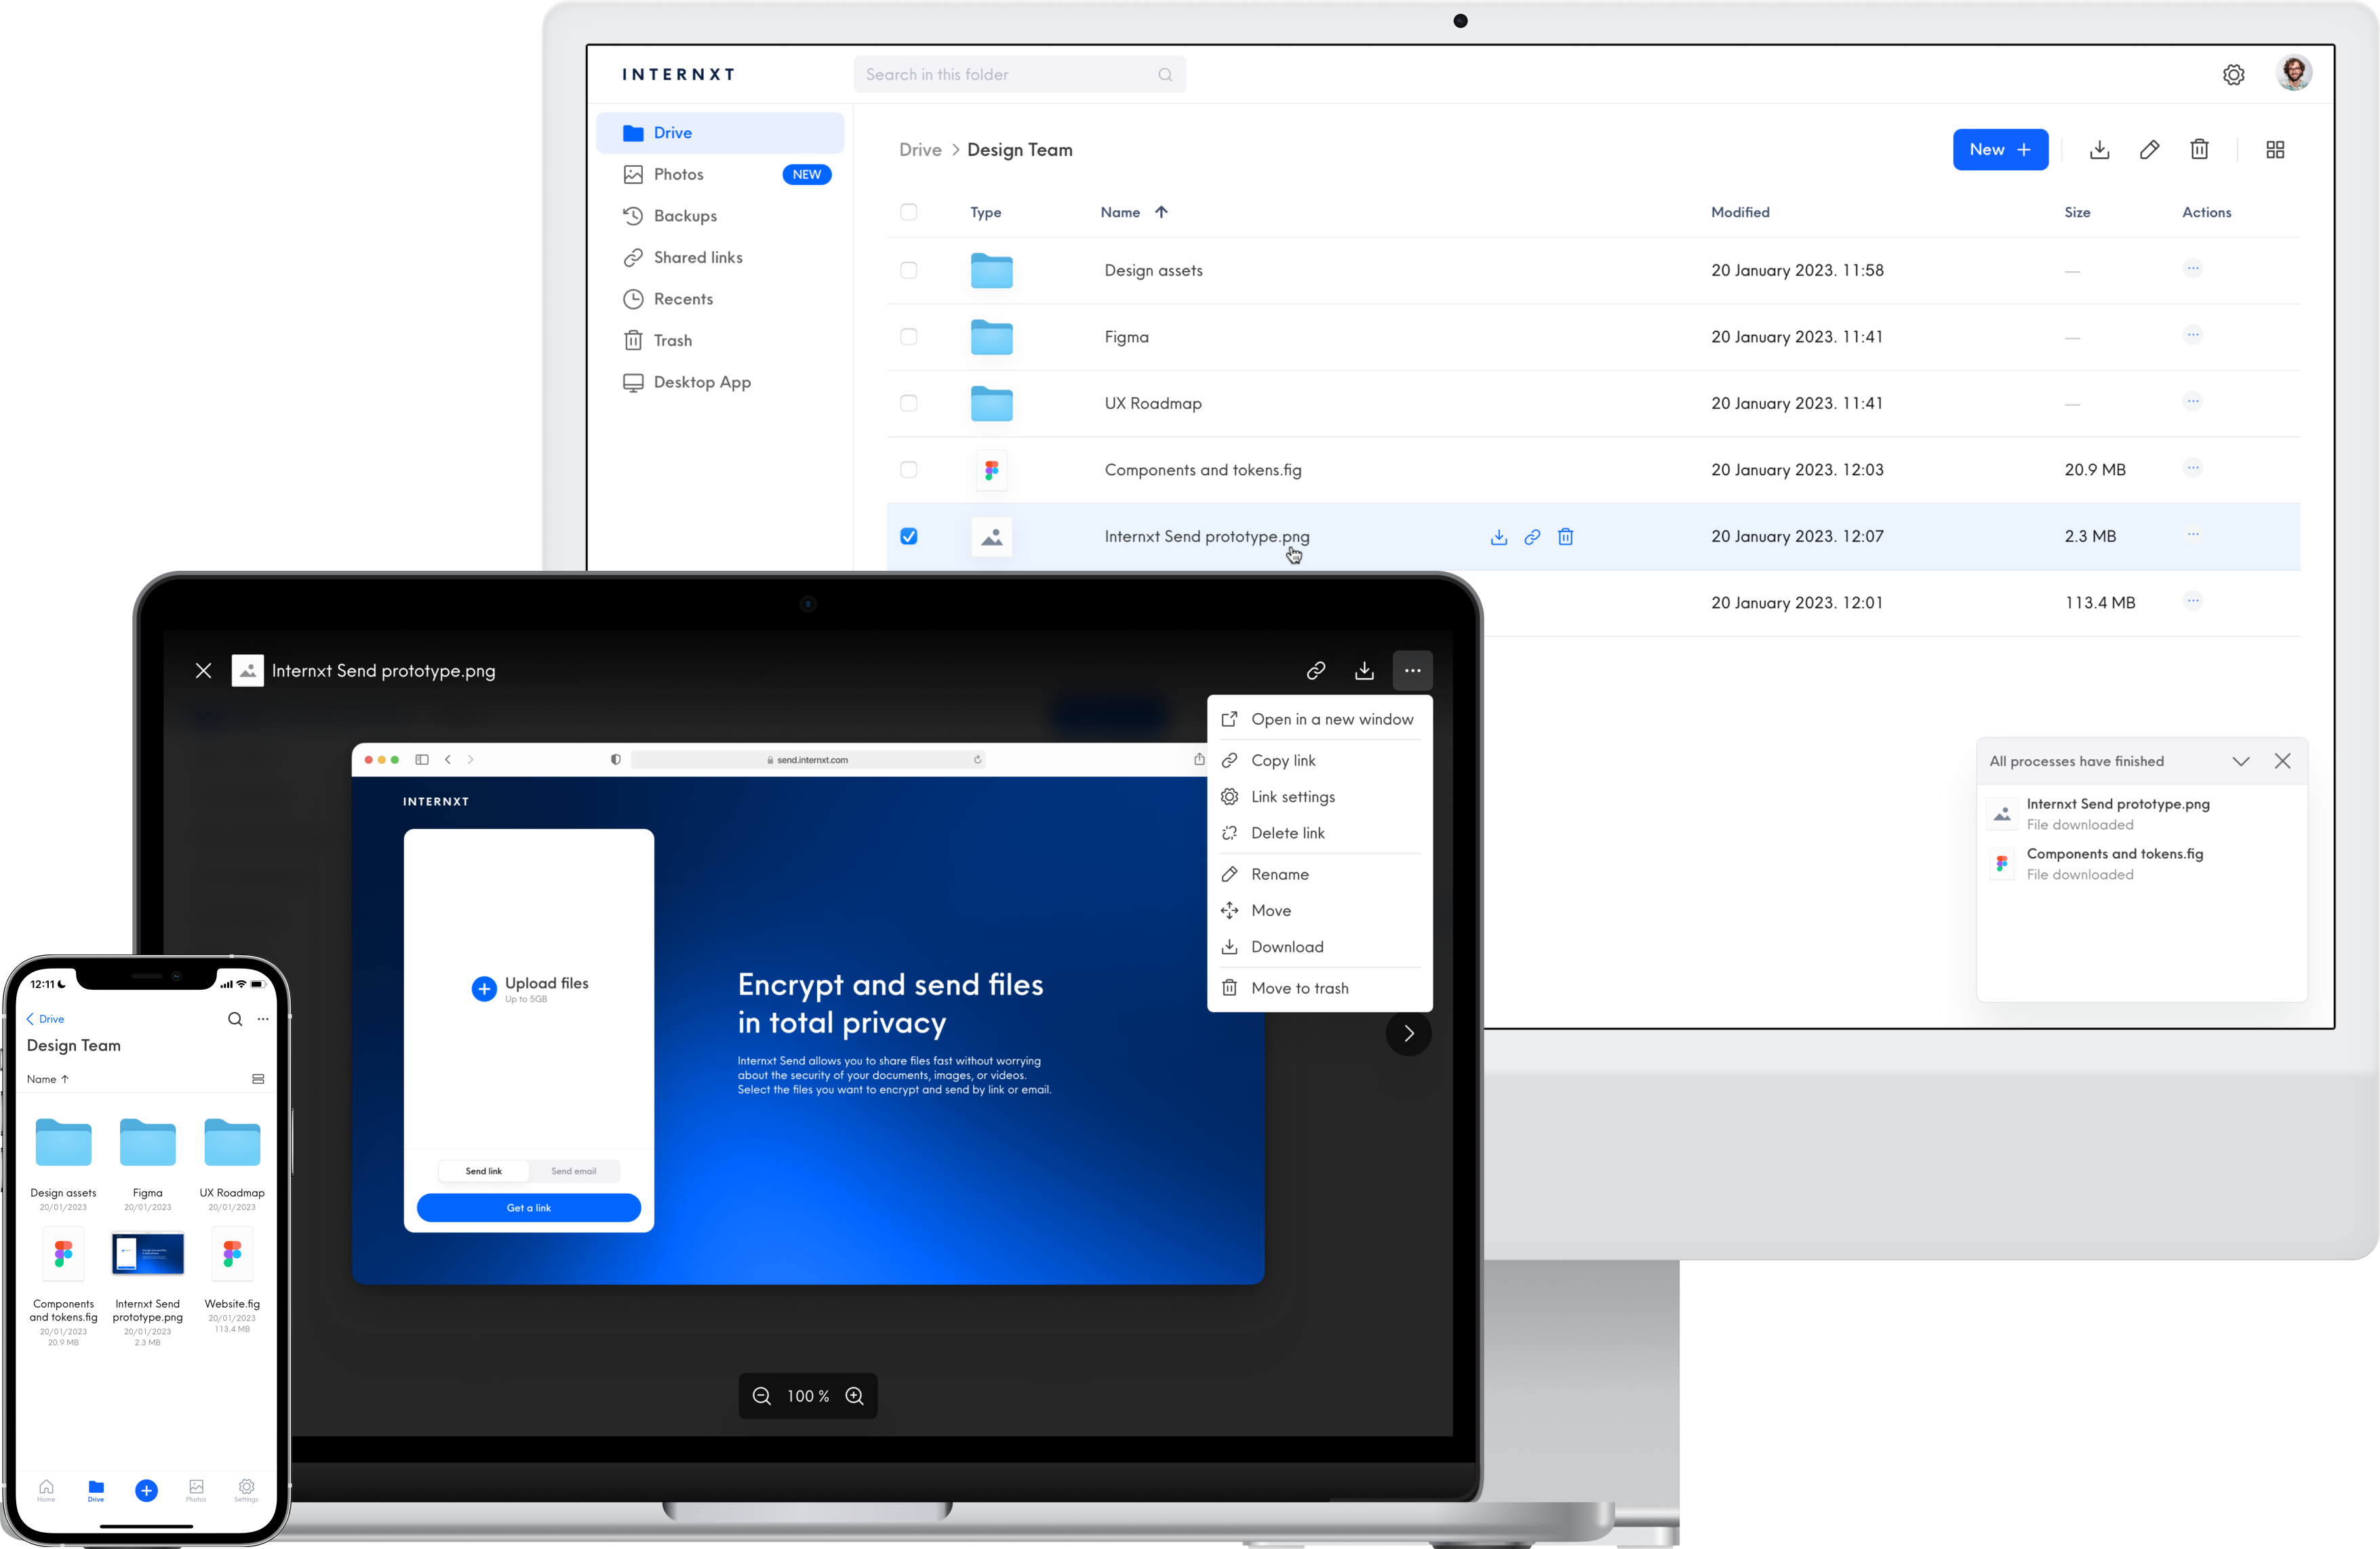 INTERNXT
Search in this folder
Drive
Photos
NEW
Backups
Shared links
Recents
Trash
Desktop App
Drive > Design Team
New +
Type Name Modified Size Actions
Design assets 20 January 2023. 11:58 —
Figma 20 January 2023. 11:41 —
UX Roadmap 20 January 2023. 11:41 —
Components and tokens.fig 20 January 2023. 12:03 20.9 MB
Internxt Send prototype.png 20 January 2023. 12:07 2.3 MB
20 January 2023. 12:01 113.4 MB
All processes have finished
Internxt Send prototype.png
File downloaded
Components and tokens.fig
File downloaded
Internxt Send prototype.png
Open in a new window
Copy link
Link settings
Delete link
Rename
Move
Download
Move to trash
send.internxt.com
INTERNXT
Upload files
Up to 5GB
Send link Send email
Get a link
Encrypt and send files
in total privacy
Internxt Send allows you to share files fast without worrying
about the security of your documents, images, or videos.
Select the files you want to encrypt and send by link or email.
100 %
12:11
Drive
Design Team
Name
Design assets Figma UX Roadmap
20/01/2023 20/01/2023 20/01/2023
Components Internxt Send Website.fig
and tokens.fig prototype.png 20/01/2023
20/01/2023 20/01/2023 113.4 MB
20.9 MB 2.3 MB
Home Drive Photos Settings